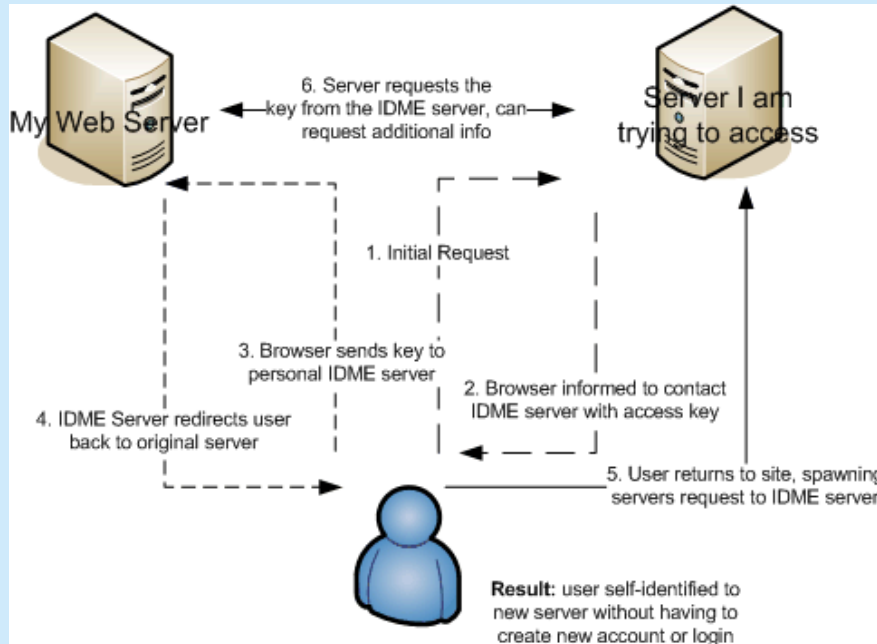 6. Server requests the
key from the IDME server, can
request additional info
My Web Server
Server I am
trying to access
1. Initial Request
3. Browser sends key to
personal IDME server
2. Browser informed to contact
IDME server with access key
4. IDME Server redirects user
back to original server
5. User returns to site, spawning
servers request to IDME server
Result: user self-identified to
new server without having to
create new account or login